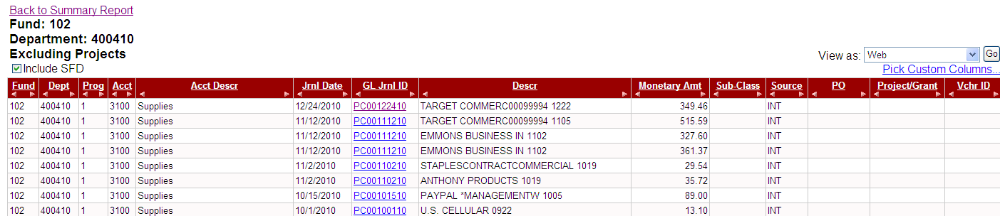 Back to Summary Report
Fund: 102
Department: 400410
Excluding Projects
View as: Web Go
Include SFD
Pick Custom Columns...
Fund Dept Prog Acct Acct Descr Jrnl Date GL Jrnl ID Descr Monetary Amt Sub-Class Source PO Project/Grant Vchr ID
102 400410 1 3100 Supplies 12/24/2010 PC00122410 TARGET COMMERC00099994 1222 349.46 INT
102 400410 1 3100 Supplies 11/12/2010 PC00111210 TARGET COMMERC00099994 1105 515.59 INT
102 400410 1 3100 Supplies 11/12/2010 PC00111210 EMMONS BUSINESS IN 1102 327.60 INT
102 400410 1 3100 Supplies 11/12/2010 PC00111210 EMMONS BUSINESS IN 1102 361.37 INT
102 400410 1 3100 Supplies 11/2/2010 PC00110210 STAPLESCONTRACTCOMMERCIAL 1019 29.54 INT
102 400410 1 3100 Supplies 11/2/2010 PC00110210 ANTHONY PRODUCTS 1019 35.72 INT
102 400410 1 3100 Supplies 10/15/2010 PC00101510 PAYPAL *MANAGEMENTW 1005 89.00 INT
102 400410 1 3100 Supplies 10/1/2010 PC00100110 U.S. CELLULAR 0922 13.10 INT